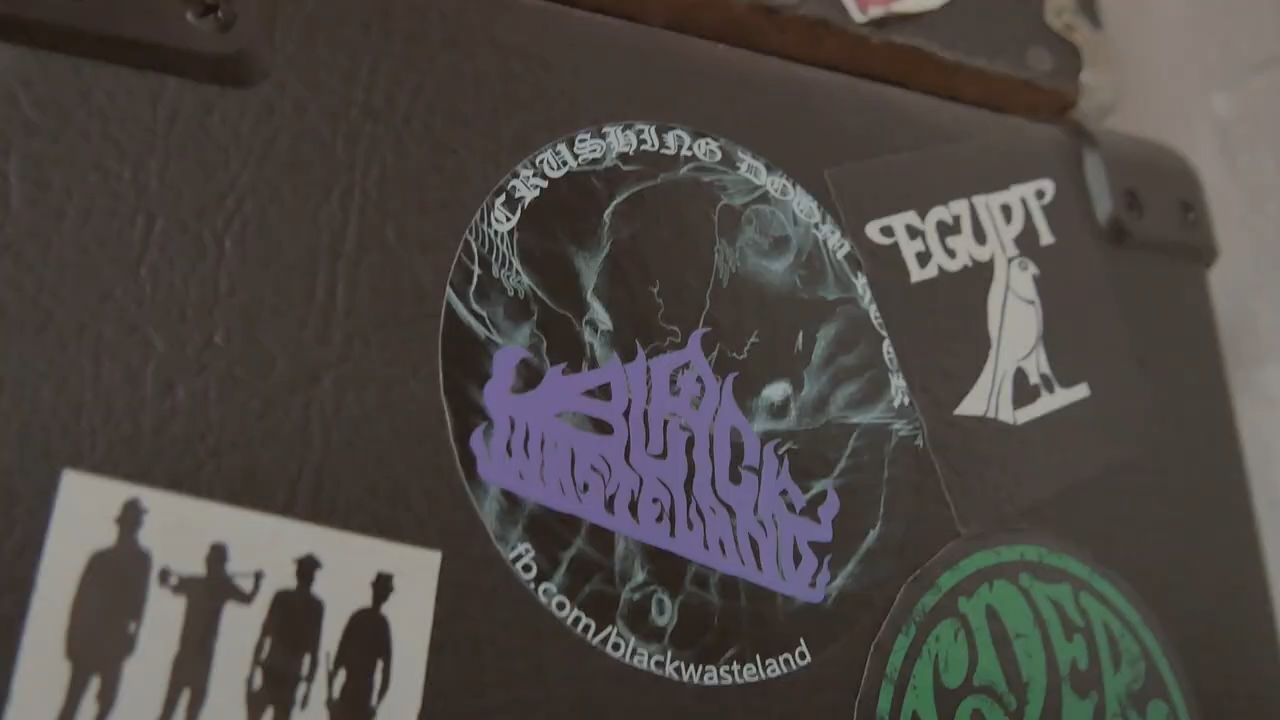 CRUSHING DOOM ROCK
EGYPT
BLACK
WASTELAND
fb.com/blackwasteland